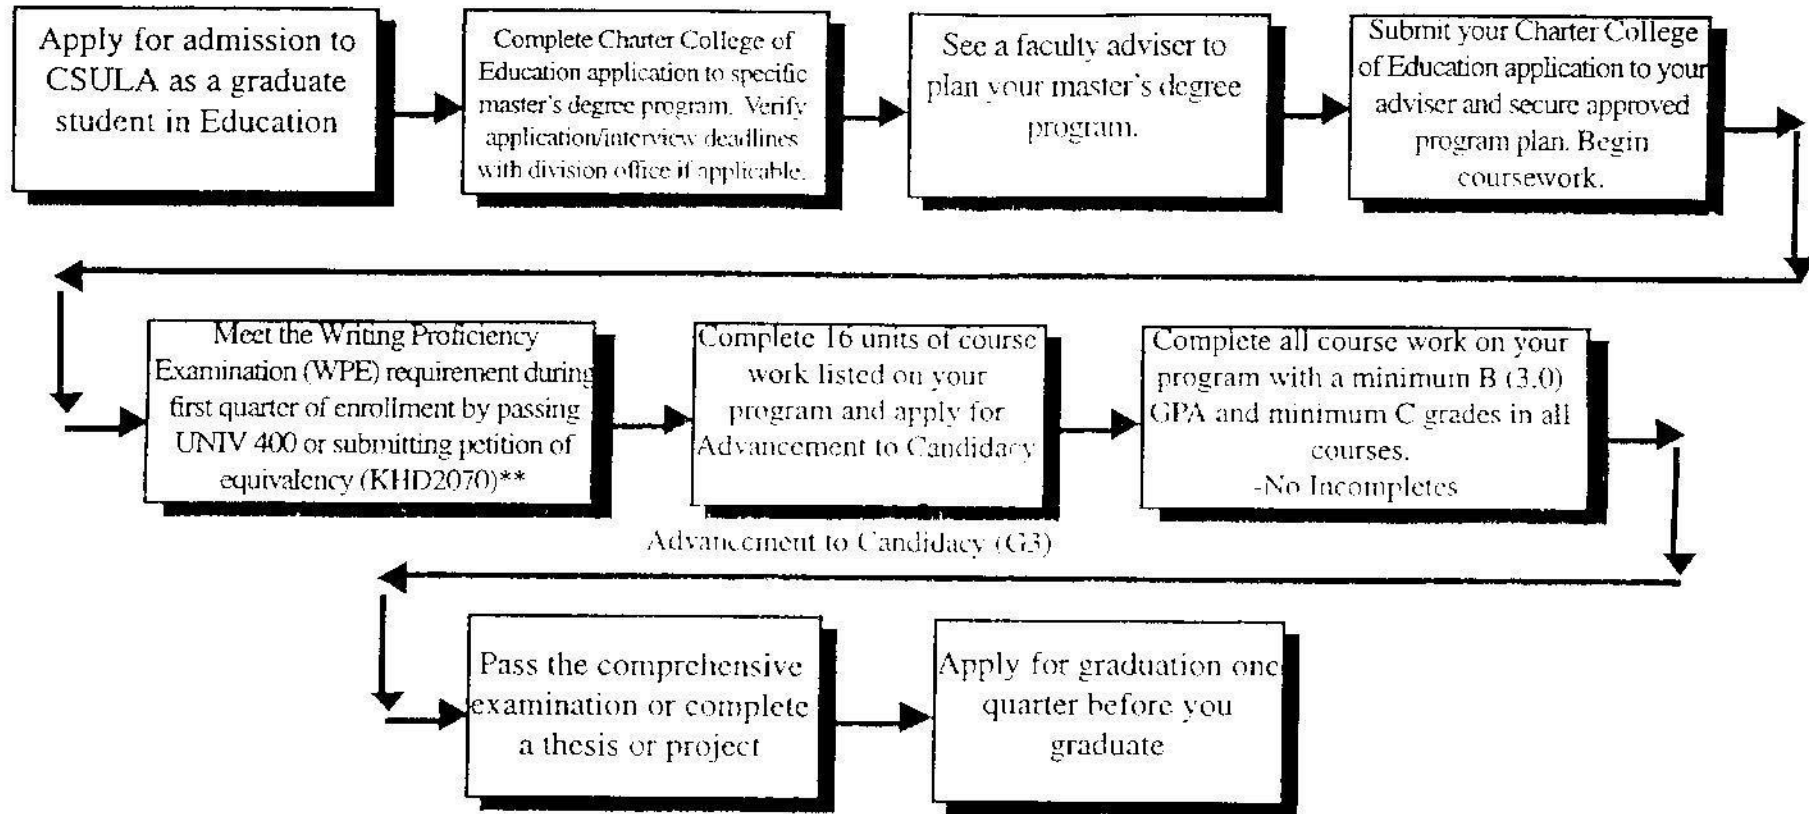 Apply for admission to
CSULA as a graduate
student in Education
Complete Charter College of
Education application to specific
master's degree program. Verify
application/interview deadlines
with division office if applicable.
See a faculty adviser to
plan your master's degree
program.
Submit your Charter College
of Education application to your
adviser and secure approved
program plan. Begin
coursework.
Meet the Writing Proficiency
Examination (WPE) requirement during
first quarter of enrollment by passing
UNIV 400 or submitting petition of
equivalency (KHD2070)**
Complete 16 units of course
work listed on your
program and apply for
Advancement to Candidacy
Complete all course work on your
program with a minimum B (3.0)
GPA and minimum C grades in all
courses.
-No Incompletes
Advancement to Candidacy (G3)
Pass the comprehensive
examination or complete
a thesis or project
Apply for graduation one
quarter before you
graduate